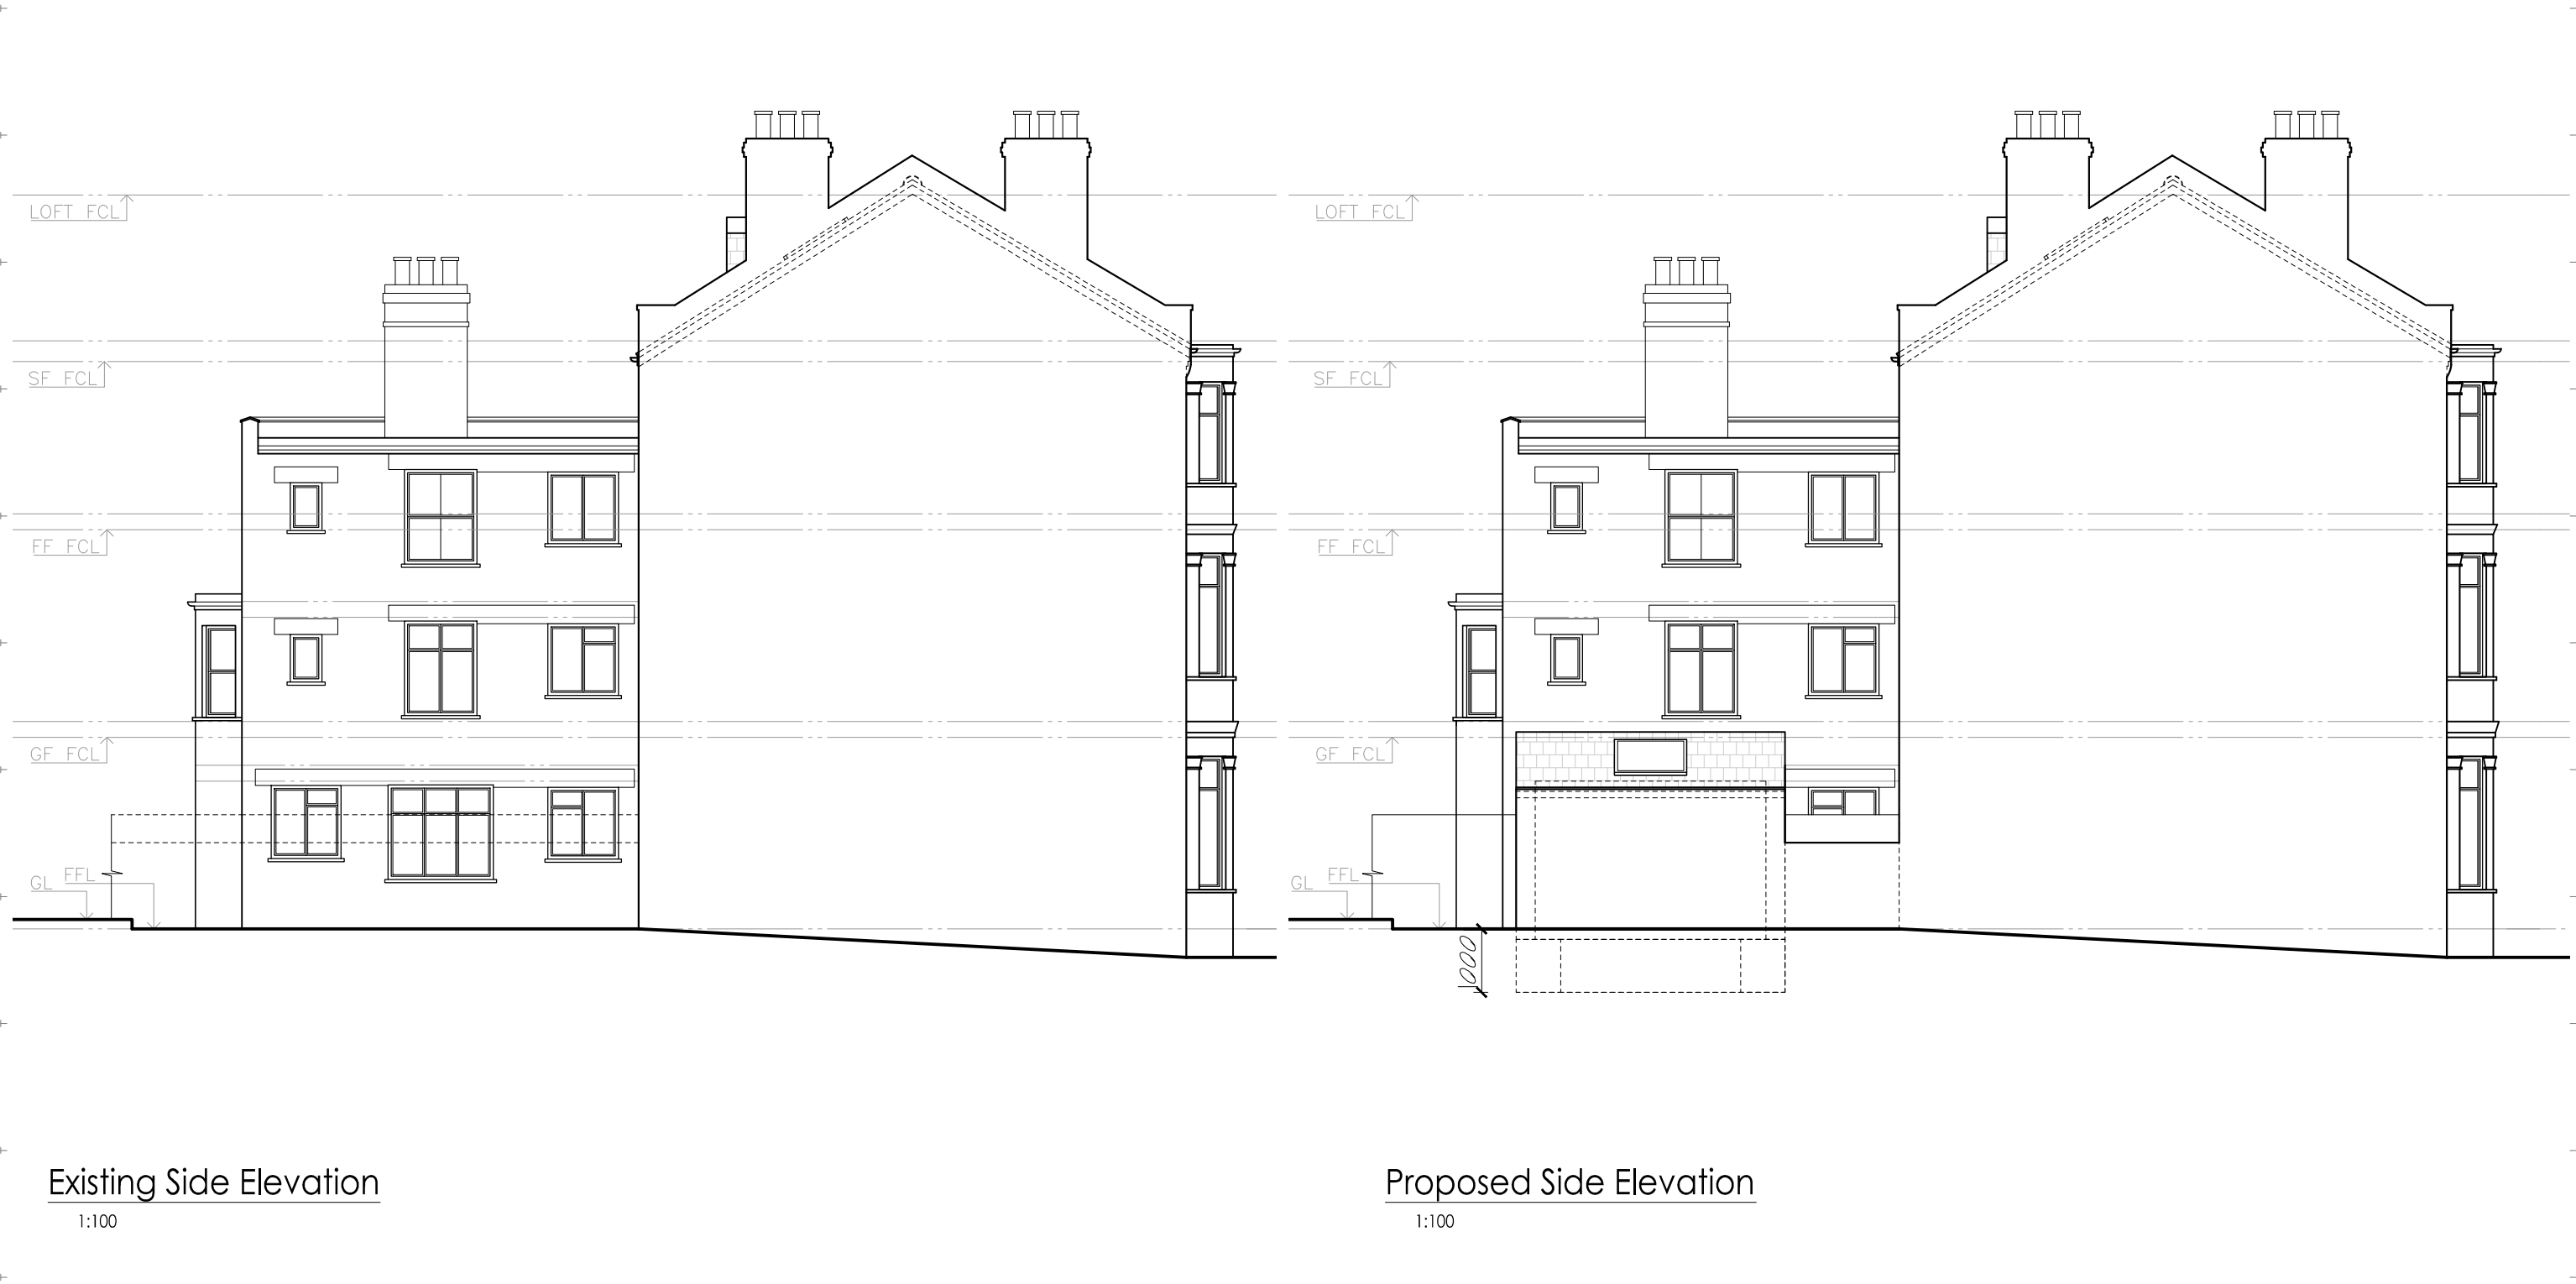 LOFT FCL
SF FCL
FF FCL
GF FCL
GL
FFL
Existing Side Elevation
1:100
LOFT FCL
SF FCL
FF FCL
GF FCL
GL
FFL
1000
Proposed Side Elevation
1:100